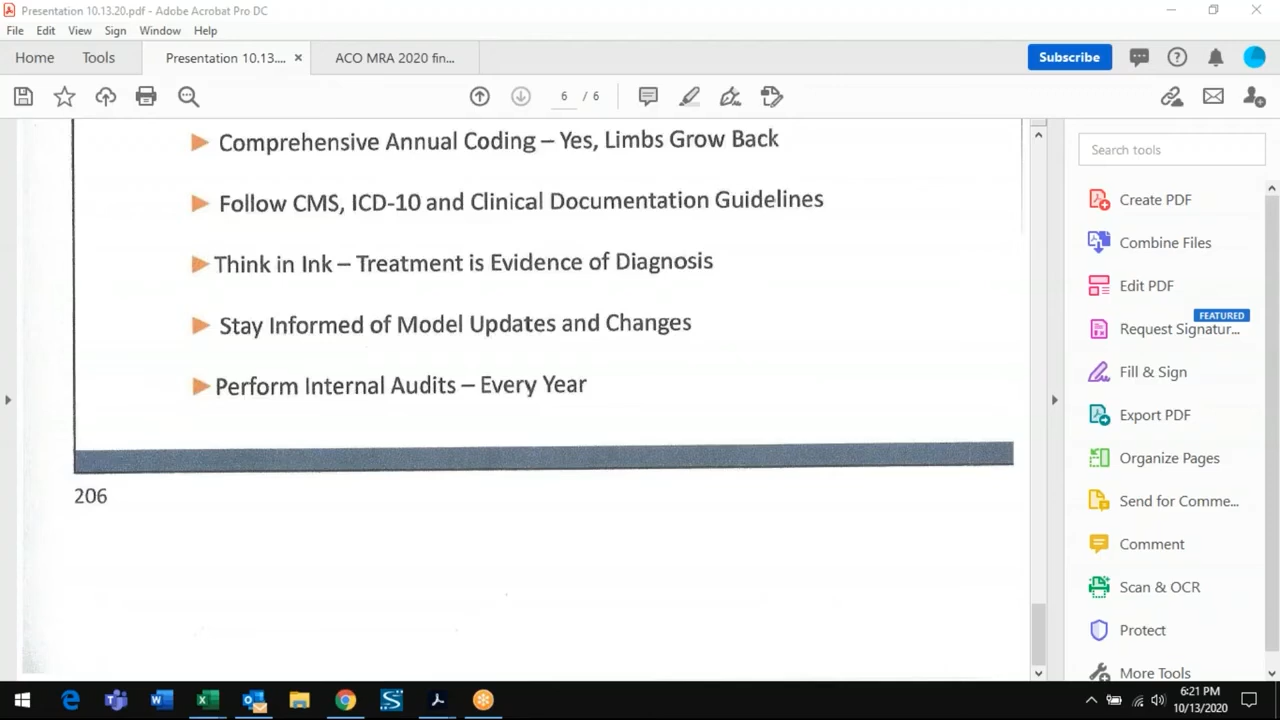 Presentation 10.13.20.pdf - Adobe Acrobat Pro DC
File Edit View Sign Window Help
Home Tools Presentation 10.13.... × ACO MRA 2020 fin... Subscribe
6 / 6
Comprehensive Annual Coding – Yes, Limbs Grow Back
Follow CMS, ICD-10 and Clinical Documentation Guidelines
Think in Ink – Treatment is Evidence of Diagnosis
Stay Informed of Model Updates and Changes
Perform Internal Audits – Every Year
206
Search tools
Create PDF
Combine Files
Edit PDF
FEATURED
Request Signatur...
Fill & Sign
Export PDF
Organize Pages
Send for Comme...
Comment
Scan & OCR
Protect
More Tools
6:21 PM
10/13/2020